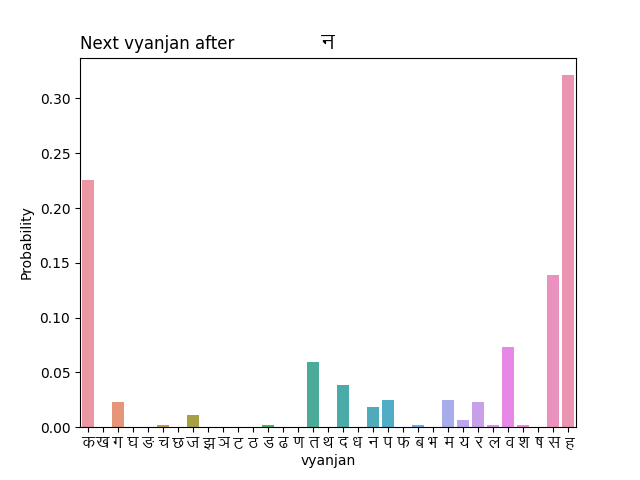 Next vyanjan after न
0.30
0.25
0.20
0.15
0.10
0.05
0.00
Probability
क ख ग घ ङ च छ ज झ ञ ट ठ ड ढ ण त थ द ध न प फ ब भ म य र ल व श ष स ह
vyanjan